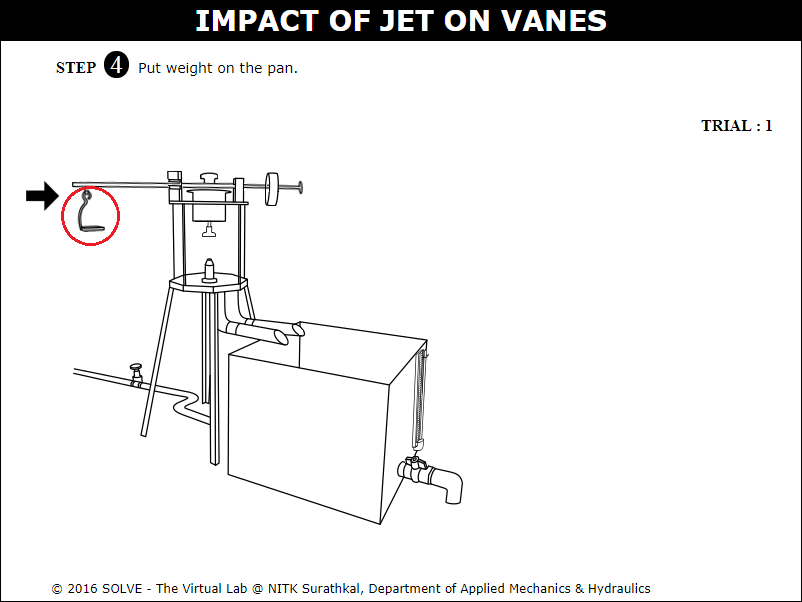 IMPACT OF JET ON VANES
STEP 4 Put weight on the pan.
TRIAL : 1
© 2016 SOLVE - The Virtual Lab @ NITK Surathkal, Department of Applied Mechanics & Hydraulics